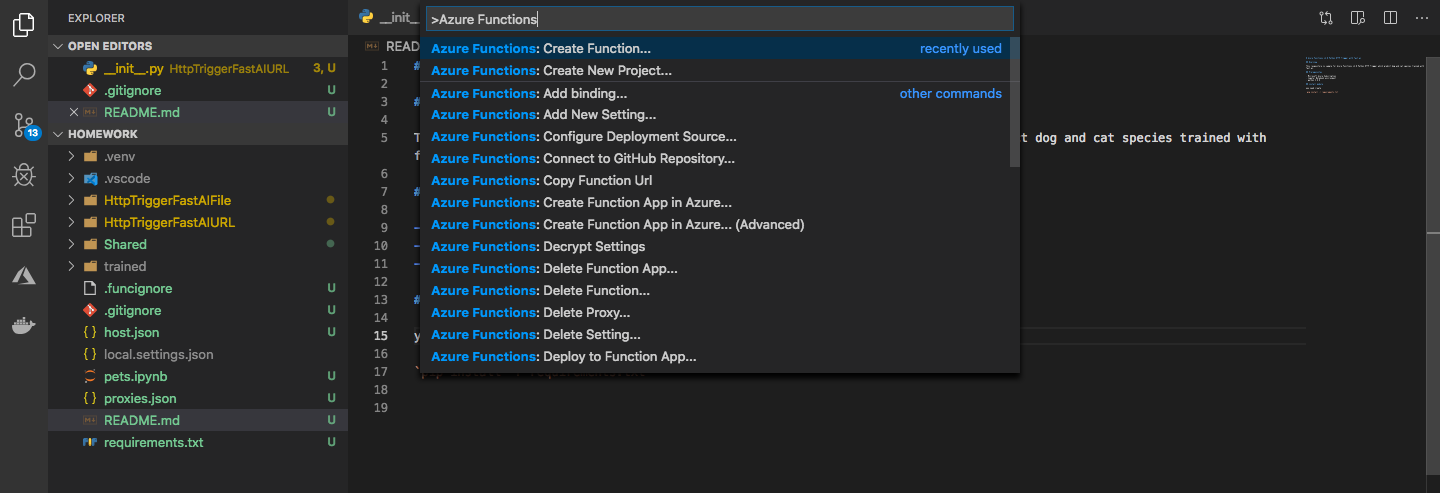 EXPLORER
OPEN EDITORS
__init__.py HttpTriggerFastAIURL 3, U
.gitignore U
README.md U
HOMEWORK
.venv
.vscode
HttpTriggerFastAIFile
HttpTriggerFastAIURL
Shared
trained
.funcignore U
.gitignore U
host.json U
local.settings.json
pets.ipynb U
proxies.json U
README.md U
requirements.txt U
13
__init_
READ
>Azure Functions
Azure Functions: Create Function... recently used
Azure Functions: Create New Project...
Azure Functions: Add binding... other commands
Azure Functions: Add New Setting...
Azure Functions: Configure Deployment Source...
Azure Functions: Connect to GitHub Repository...
Azure Functions: Copy Function Url
Azure Functions: Create Function App in Azure...
Azure Functions: Create Function App in Azure... (Advanced)
Azure Functions: Decrypt Settings
Azure Functions: Delete Function App...
Azure Functions: Delete Function...
Azure Functions: Delete Proxy...
Azure Functions: Delete Setting...
Azure Functions: Deploy to Function App...
1 #
2
3 #
4
5 T ct dog and cat species trained with
f
6
7 #
8
9 -
10 -
11 -
12
13 #
14
15 y
16
17
18
19